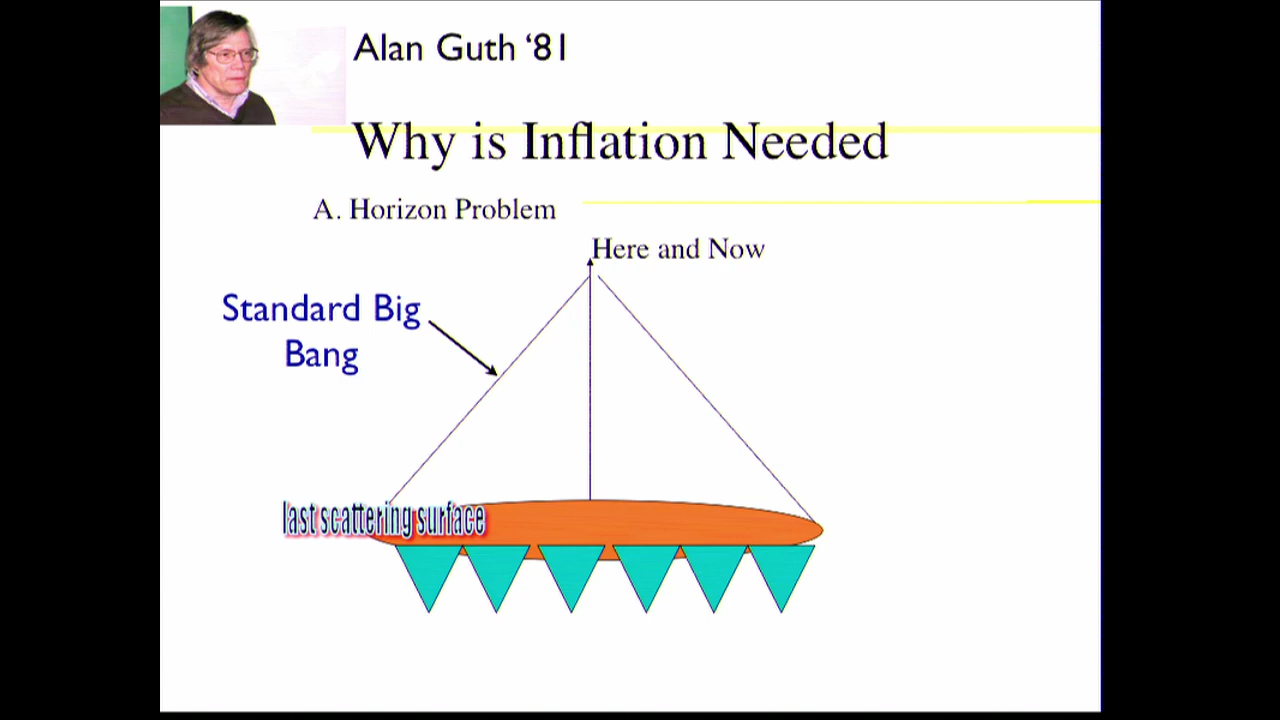 Alan Guth ‘81
Why is Inflation Needed
A. Horizon Problem
Here and Now
Standard Big
Bang
last scattering surface